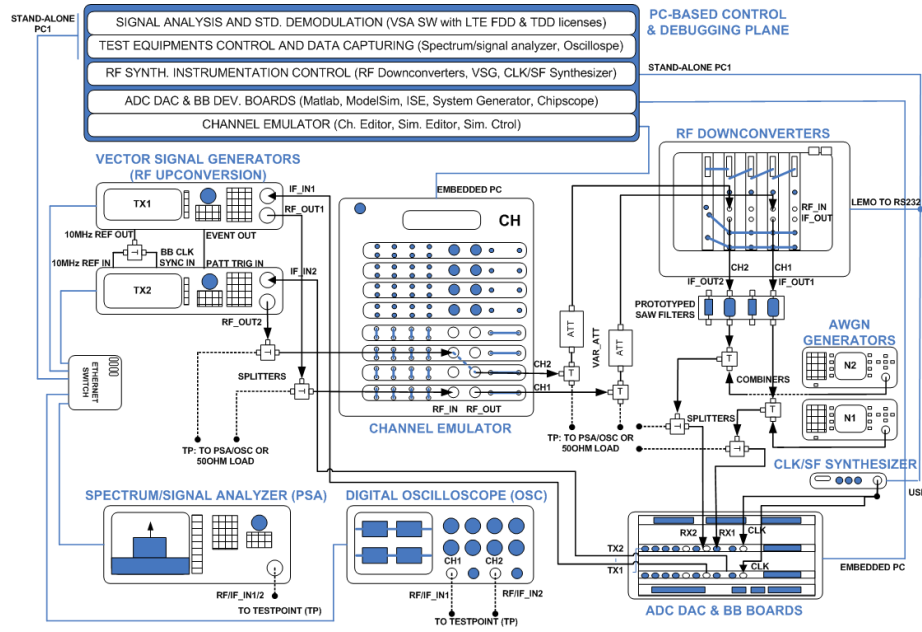 STAND-ALONE
PC1
SIGNAL ANALYSIS AND STD. DEMODULATION (VSA SW with LTE FDD & TDD licenses)
TEST EQUIPMENTS CONTROL AND DATA CAPTURING (Spectrum/signal analyzer, Oscillospe)
RF SYNTH. INSTRUMENTATION CONTROL (RF Downconverters, VSG, CLK/SF Synthesizer)
ADC DAC & BB DEV. BOARDS (Matlab, ModelSim, ISE, System Generator, Chipscope)
CHANNEL EMULATOR (Ch. Editor, Sim. Editor, Sim. Ctrol)
PC-BASED CONTROL
& DEBUGGING PLANE
STAND-ALONE PC1
RF DOWNCONVERTERS
VECTOR SIGNAL GENERATORS
(RF UPCONVERSION)
IF_IN1
RF_OUT1
TX1
10MHz REF OUT
EVENT OUT
T
BB CLK
10MHz REF IN
SYNC IN
PATT TRIG IN
IF_IN2
TX2
RF_OUT2
EMBEDDED PC
CH
RF_IN
IF_OUT
LEMO TO RS232
CH2
CH1
IF_OUT2
IF_OUT1
PROTOTYPED
SAW FILTERS
ATT
VAR_ATT
ATT
AWGN
GENERATORS
N2
N1
ETHERNET
SWITCH
T
SPLITTERS
T
CH2
CH1
T
T
RF_IN
RF_OUT
CHANNEL EMULATOR
T
COMBINERS
T
SPLITTERS
T
T
TP: TO PSA/OSC OR
50OHM LOAD
TP: TO PSA/OSC OR
50OHM LOAD
CLK/SF SYNTHESIZER
USB
SPECTRUM/SIGNAL ANALYZER (PSA)
DIGITAL OSCILLOSCOPE (OSC)
CH1
CH2
RF/IF_IN1/2
TO TESTPOINT (TP)
RF/IF_IN1
RF/IF_IN2
TO TESTPOINT (TP)
RX2
RX1
CLK
TX2
TX1
CLK
EMBEDDED PC
ADC DAC & BB BOARDS